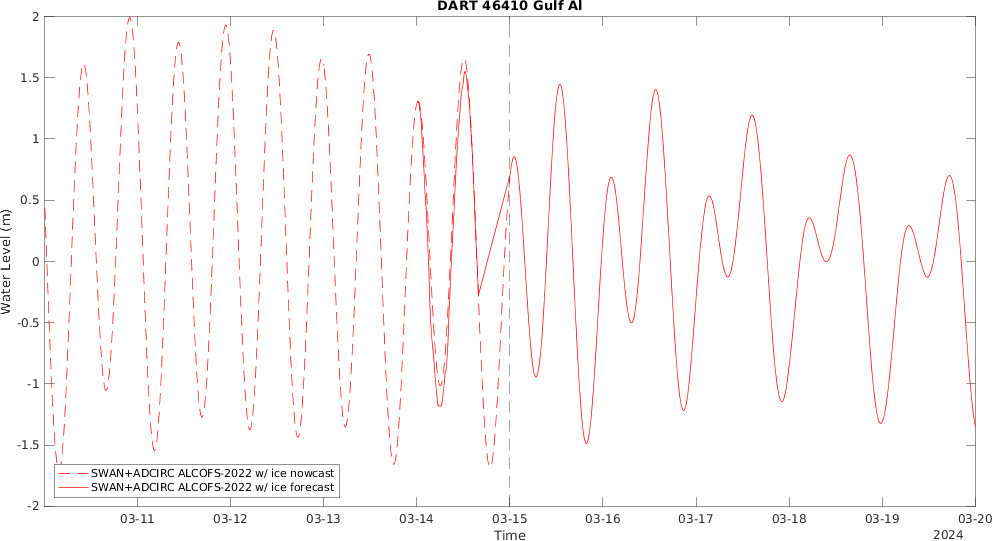 DART 46410 Gulf Al
2
1.5
1
0.5
0
-0.5
-1
-1.5
-2
Water Level (m)
SWAN+ADCIRC ALCOFS-2022 w/ ice nowcast
SWAN+ADCIRC ALCOFS-2022 w/ ice forecast
03-11 03-12 03-13 03-14 03-15 03-16 03-17 03-18 03-19 03-20
Time
2024